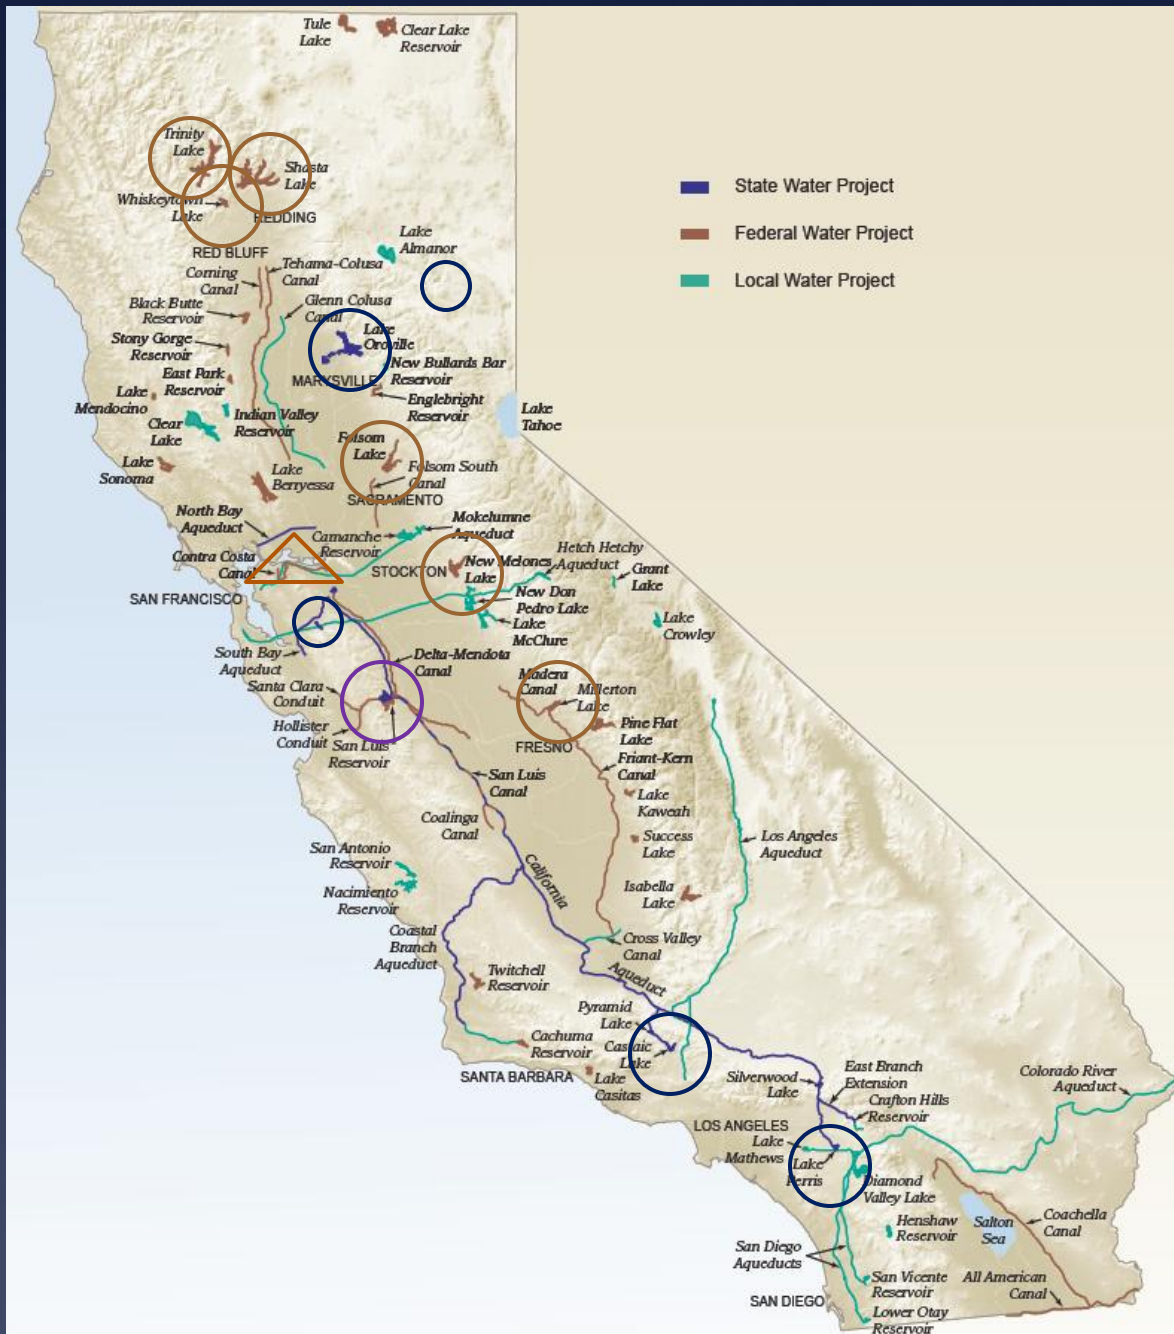 Tule
Lake
Clear Lake
Reservoir
Trinity
Lake
Shasta
Lake
Whiskeytown
Lake
REDDING
State Water Project
Federal Water Project
Local Water Project
RED BLUFF
Lake
Almanor
Corning
Canal
Tehama-Colusa
Canal
Black Butte
Reservoir
Glenn Colusa
Canal
Stony Gorge
Reservoir
Lake
Oroville
East Park
Reservoir
MARYSVILLE
New Bullards Bar
Reservoir
Lake
Mendocino
Englebright
Reservoir
Clear
Lake
Indian Valley
Reservoir
Lake
Tahoe
Folsom
Lake
Lake
Sonoma
Lake
Berryessa
Folsom South
Canal
SACRAMENTO
North Bay
Aqueduct
Camanche
Reservoir
Mokelumne
Aqueduct
Contra Costa
Canal
STOCKTON
New Melones
Lake
Hetch Hetchy
Aqueduct
Grant
Lake
SAN FRANCISCO
New Don
Pedro Lake
Lake
McClure
Lake
Crowley
South Bay
Aqueduct
Delta-Mendota
Canal
Santa Clara
Conduit
Madera
Canal
Millerton
Lake
Hollister
Conduit
San Luis
Reservoir
FRESNO
Pine Flat
Lake
San Luis
Canal
Friant-Kern
Canal
Lake
Kaweah
Coalinga
Canal
Success
Lake
Los Angeles
Aqueduct
San Antonio
Reservoir
Nacimiento
Reservoir
California
Aqueduct
Isabella
Lake
Coastal
Branch
Aqueduct
Cross Valley
Canal
Twitchell
Reservoir
Pyramid
Lake
Cachuma
Reservoir
Castaic
Lake
SANTA BARBARA
Lake
Casitas
Silverwood
Lake
East Branch
Extension
Crafton Hills
Reservoir
Colorado River
Aqueduct
LOS ANGELES
Lake
Mathews
Lake
Perris
Diamond
Valley Lake
Henshaw
Reservoir
Salton
Sea
Coachella
Canal
San Diego
Aqueducts
San Vicente
Reservoir
All American
Canal
SAN DIEGO
Lower Otay
Reservoir